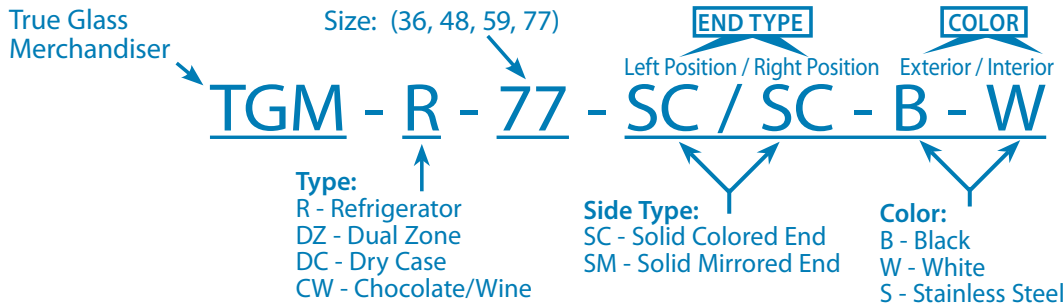 True Glass
Merchandiser
Size: (36, 48, 59, 77)
END TYPE
COLOR
Left Position / Right Position
Exterior / Interior
TGM - R - 77 - SC / SC - B - W
Type:
R - Refrigerator
DZ - Dual Zone
DC - Dry Case
CW - Chocolate/Wine
Side Type:
SC - Solid Colored End
SM - Solid Mirrored End
Color:
B - Black
W - White
S - Stainless Steel